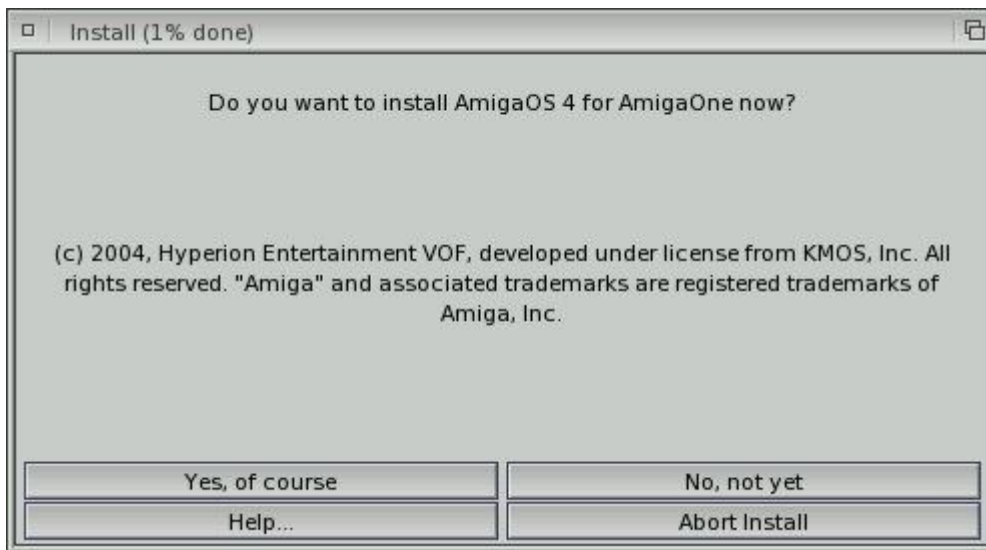 Install (1% done)
Do you want to install AmigaOS 4 for AmigaOne now?
(c) 2004, Hyperion Entertainment VOF, developed under license from KMOS, Inc. All
rights reserved. "Amiga" and associated trademarks are registered trademarks of
Amiga, Inc.
Yes, of course
No, not yet
Help...
Abort Install